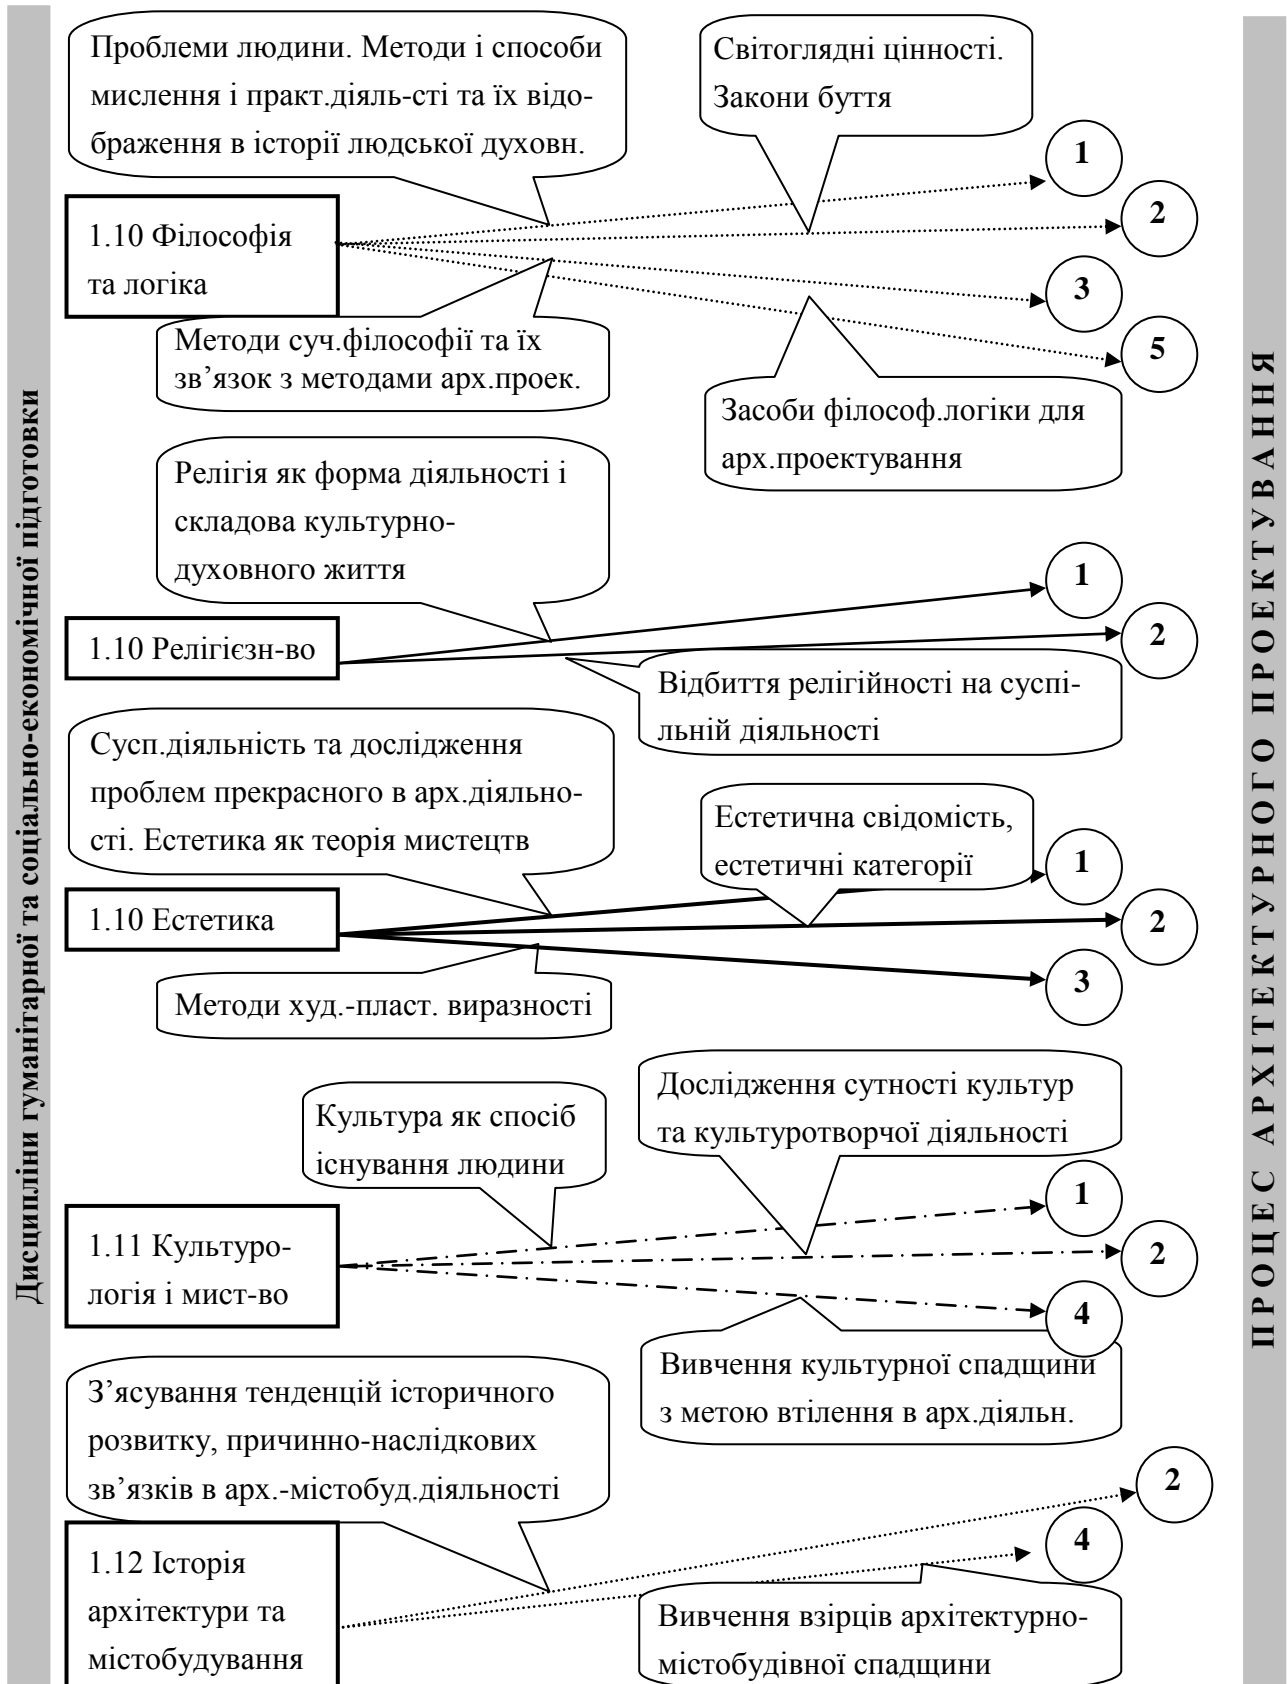 Дисципліни гуманітарної та соціально-економічної підготовки
Проблеми людини. Методи і способи
мислення і практ.діяль-сті та їх відо-
браження в історії людської духовн.
Світоглядні цінності.
Закони буття
1
2
1.10 Філософія
та логіка
3
5
Методи суч.філософії та їх
зв’язок з методами арх.проек.
Засоби філософ.логіки для
арх.проектування
Релігія як форма діяльності і
складова культурно-
духовного життя
1
2
1.10 Релігієзн-во
Відбиття релігійності на суспі-
льній діяльності
Сусп.діяльність та дослідження
проблем прекрасного в арх.діяльно-
сті. Естетика як теорія мистецтв
Естетична свідомість,
естетичні категорії
1
2
1.10 Естетика
3
Методи худ.-пласт. виразності
Культура як спосіб
існування людини
Дослідження сутності культур
та культуротворчої діяльності
1
2
1.11 Культуро-
логія і мист-во
4
Вивчення культурної спадщини
з метою втілення в арх.діяльн.
З’ясування тенденцій історичного
розвитку, причинно-наслідкових
зв’язків в арх.-містобуд.діяльності
2
4
1.12 Історія
архітектури та
містобудування
Вивчення взірців архітектурно-
містобудівної спадщини
ПРОЦЕС АРХІТЕКТУРНОГО ПРОЕКТУВАННЯ